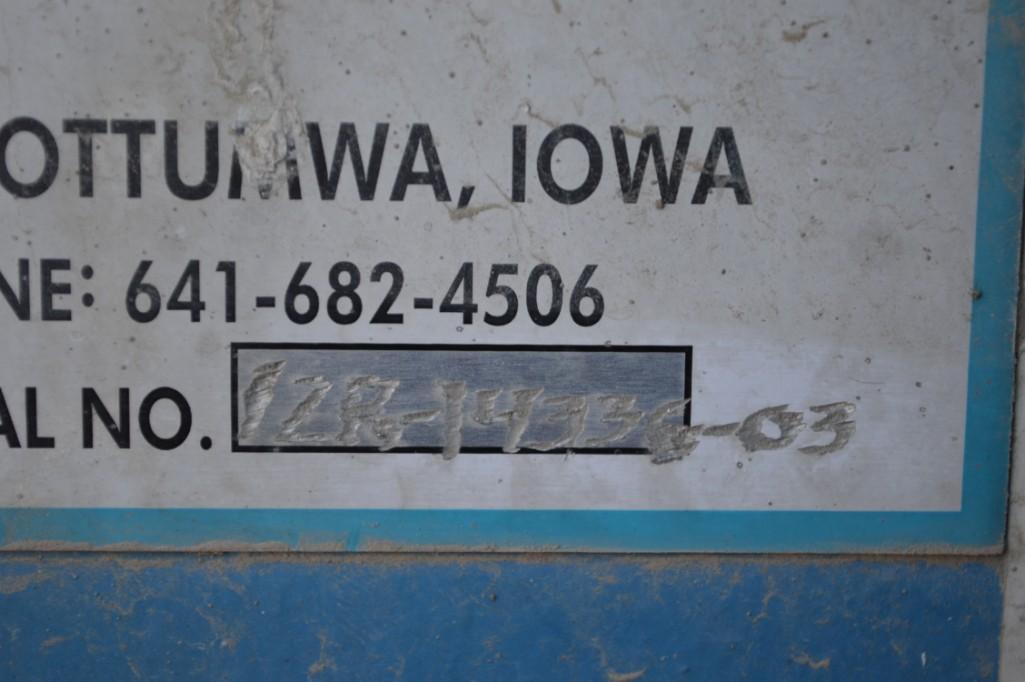 OTTUMWA, IOWA
NE: 641-682-4506
AL NO. 1ZR-14336-03